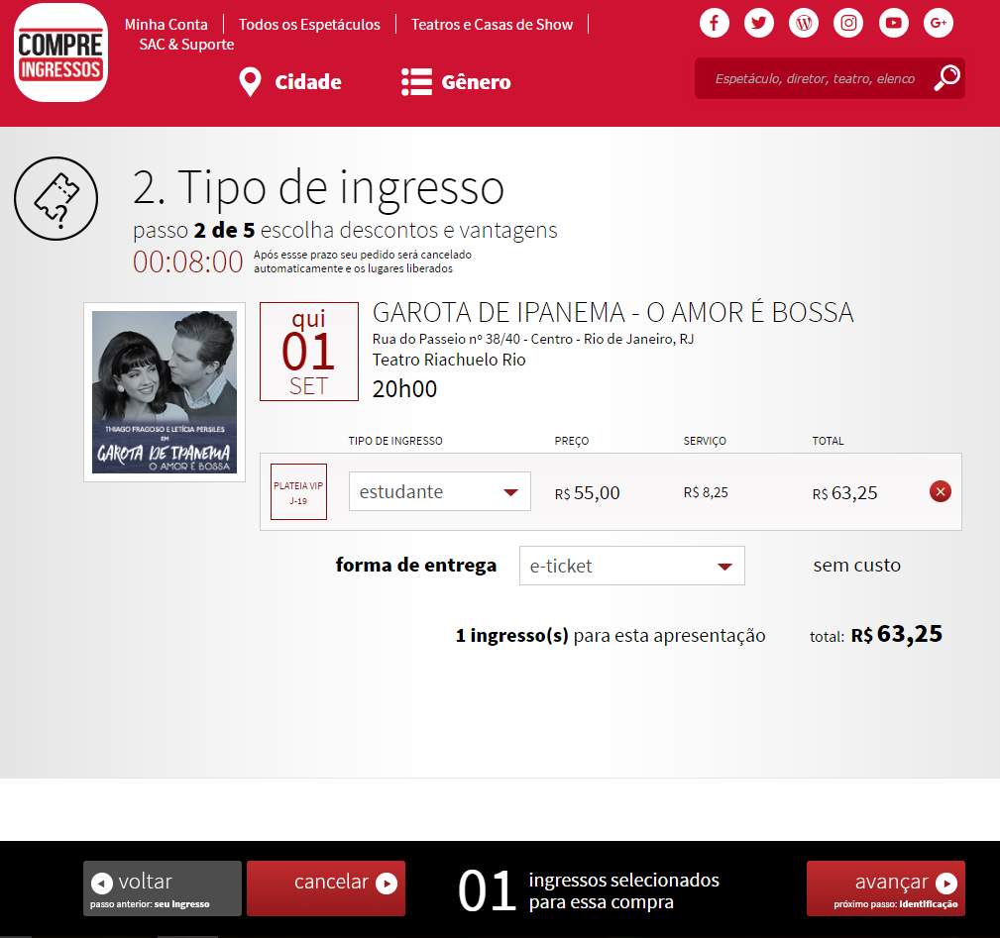 COMPRE
INGRESSOS
Minha Conta
Todos os Espetáculos
Teatros e Casas de Show
SAC & Suporte
Cidade
Gênero
Espetáculo, diretor, teatro, elenco
2. Tipo de ingresso
passo 2 de 5 escolha descontos e vantagens
00:08:00
Após essse prazo seu pedido será cancelado
automaticamente e os lugares liberados
THIAGO FRAGOSO E LETÍCIA PERSILES
EM
GAROTA DE IPANEMA
O AMOR É BOSSA
qui
01
SET
GAROTA DE IPANEMA - O AMOR É BOSSA
Rua do Passeio nº 38/40 - Centro - Rio de Janeiro, RJ
Teatro Riachuelo Rio
20h00
TIPO DE INGRESSO PREÇO SERVIÇO TOTAL
PLATEIA VIP
J-19
estudante
R$ 55,00
R$ 8,25
R$ 63,25
forma de entrega e-ticket sem custo
1 ingresso(s) para esta apresentação total: R$ 63,25
voltar
passo anterior: seu ingresso
cancelar
01
ingressos selecionados
para essa compra
avançar
próximo passo: identificação